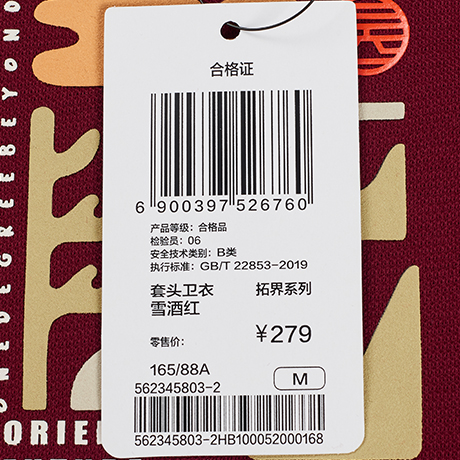 ONEDEGREEBEYOND
合格证
6 900397 526760
产品等级: 合格品
检验员: 06
安全技术类别: B类
执行标准: GB/T 22853-2019
套头卫衣 拓界系列
雪酒红
零售价: ¥279
165/88A
562345803-2 M
562345803-2HB100052000168
ORIE